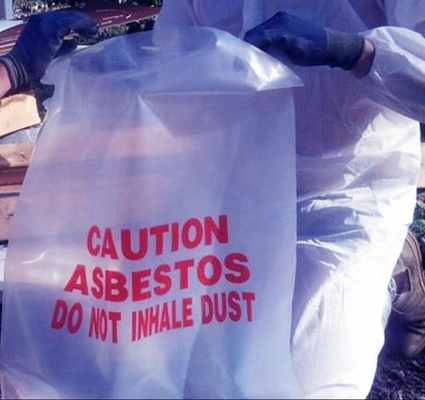 CAUTION
ASBESTOS
DO NOT INHALE DUST